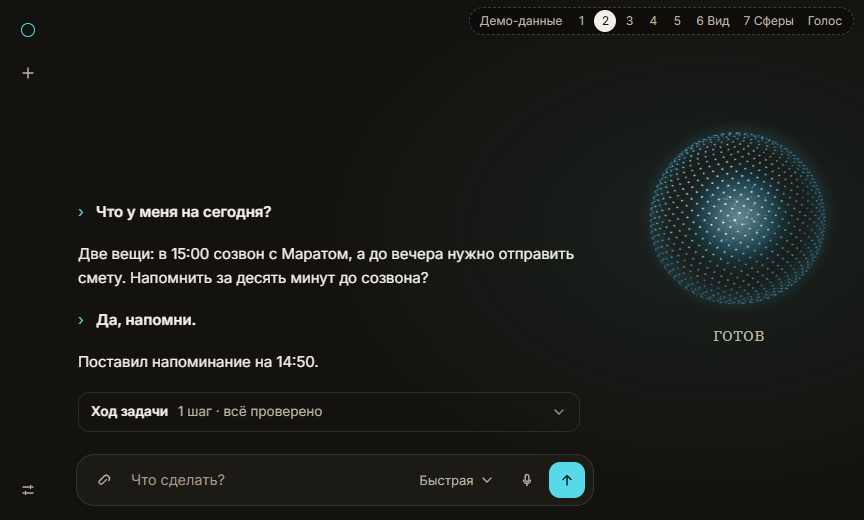 Демо-данные 1 2 3 4 5 6 Вид 7 Сферы Голос
Что у меня на сегодня?
Две вещи: в 15:00 созвон с Маратом, а до вечера нужно отправить
смету. Напомнить за десять минут до созвона?
Да, напомни.
Поставил напоминание на 14:50.
Ход задачи 1 шаг · всё проверено
Что сделать? Быстрая
ГОТОВ